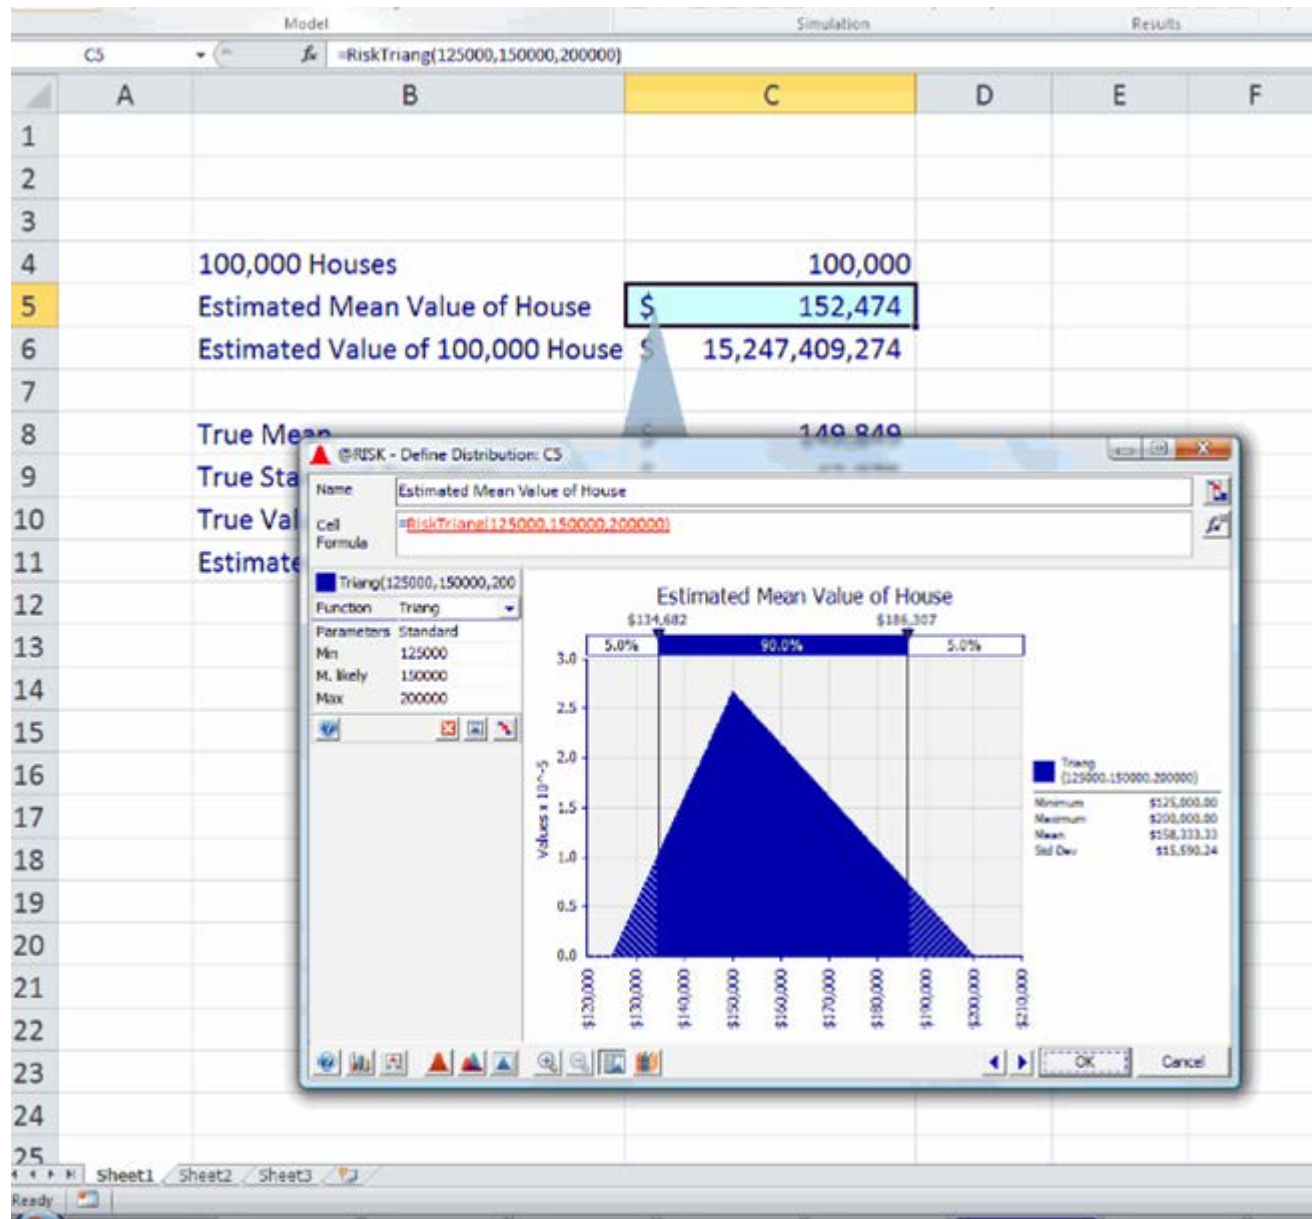 Model Simulation Results
C5 fx =RiskTriang(125000,150000,200000)
A B C D E F
1
2
3
4 100,000 Houses 100,000
5 Estimated Mean Value of House $ 152,474
6 Estimated Value of 100,000 House $ 15,247,409,274
7
8 True Mean $ 149,849
9 True Sta
10 True Val
11 Estimate
12
13
14
15
16
17
18
19
20
21
22
23
24
25
@RISK - Define Distribution: C5
Name Estimated Mean Value of House
Cell Formula =RiskTriang(125000,150000,200000)
Triang(125000,150000,200
Function Triang
Parameters Standard
Min 125000
M. likely 150000
Max 200000
Estimated Mean Value of House
$134,682 $186,307
5.0% 90.0% 5.0%
3.0
2.5
2.0
1.5
1.0
0.5
0.0
Values x 10^-5
$120,000 $130,000 $140,000 $150,000 $160,000 $170,000 $180,000 $190,000 $200,000 $210,000
Triang
(125000,150000,200000)
Minimum $125,000.00
Maximum $200,000.00
Mean $158,333.33
Std Dev $15,590.24
OK Cancel
Sheet1 Sheet2 Sheet3
Ready